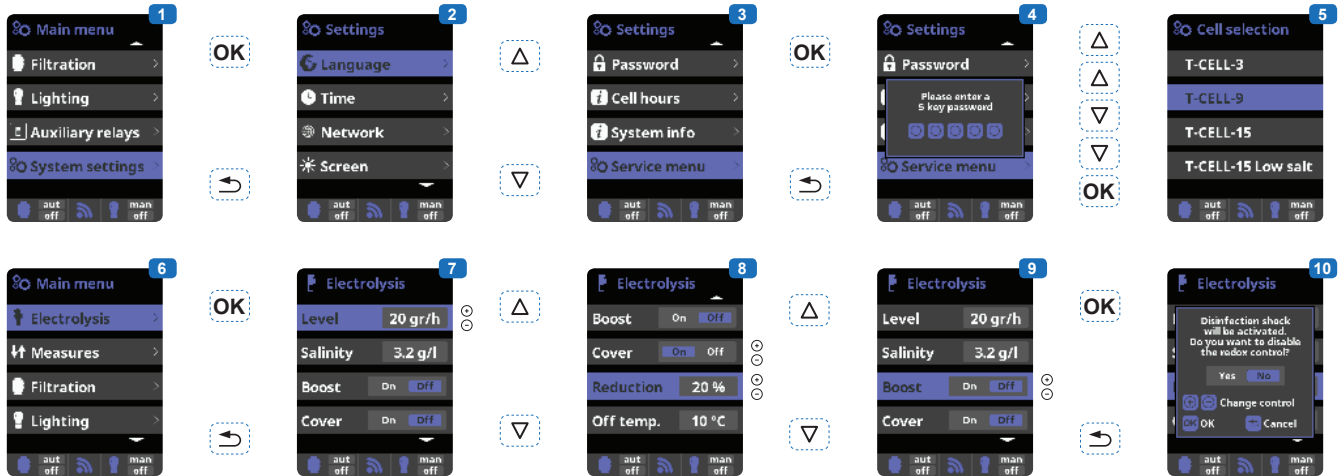 1
Main menu
Filtration
Lighting
Auxiliary relays
System settings
aut off
man off
OK
2
Settings
Language
Time
Network
Screen
aut off
man off
3
Settings
Password
Cell hours
System info
Service menu
aut off
man off
OK
4
Settings
Password
Please enter a
5 key password
Service menu
aut off
man off
OK
5
Cell selection
T-CELL-3
T-CELL-9
T-CELL-15
T-CELL-15 Low salt
aut off
man off
6
Main menu
Electrolysis
Measures
Filtration
Lighting
aut off
man off
OK
7
Electrolysis
Level 20 gr/h
Salinity 3.2 g/l
Boost On Off
Cover On Off
aut off
man off
8
Electrolysis
Boost On Off
Cover On Off
Reduction 20 %
Off temp. 10 ºC
aut off
man off
9
Electrolysis
Level 20 gr/h
Salinity 3.2 g/l
Boost On Off
Cover On Off
aut off
man off
OK
10
Electrolysis
Disinfection shock
will be activated.
Do you want to disable
the redox control?
Yes No
Change control
OK OK Cancel
aut off
man off